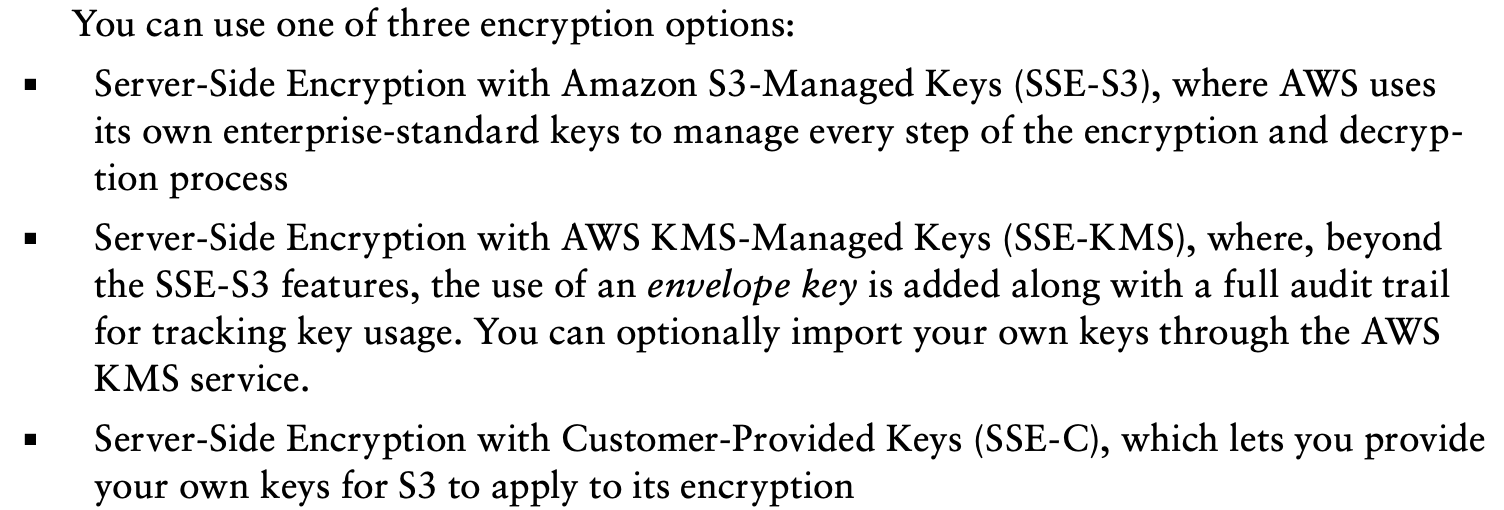 You can use one of three encryption options:
▪ Server-Side Encryption with Amazon S3-Managed Keys (SSE-S3), where AWS uses
its own enterprise-standard keys to manage every step of the encryption and decryp-
tion process
▪ Server-Side Encryption with AWS KMS-Managed Keys (SSE-KMS), where, beyond
the SSE-S3 features, the use of an envelope key is added along with a full audit trail
for tracking key usage. You can optionally import your own keys through the AWS
KMS service.
▪ Server-Side Encryption with Customer-Provided Keys (SSE-C), which lets you provide
your own keys for S3 to apply to its encryption